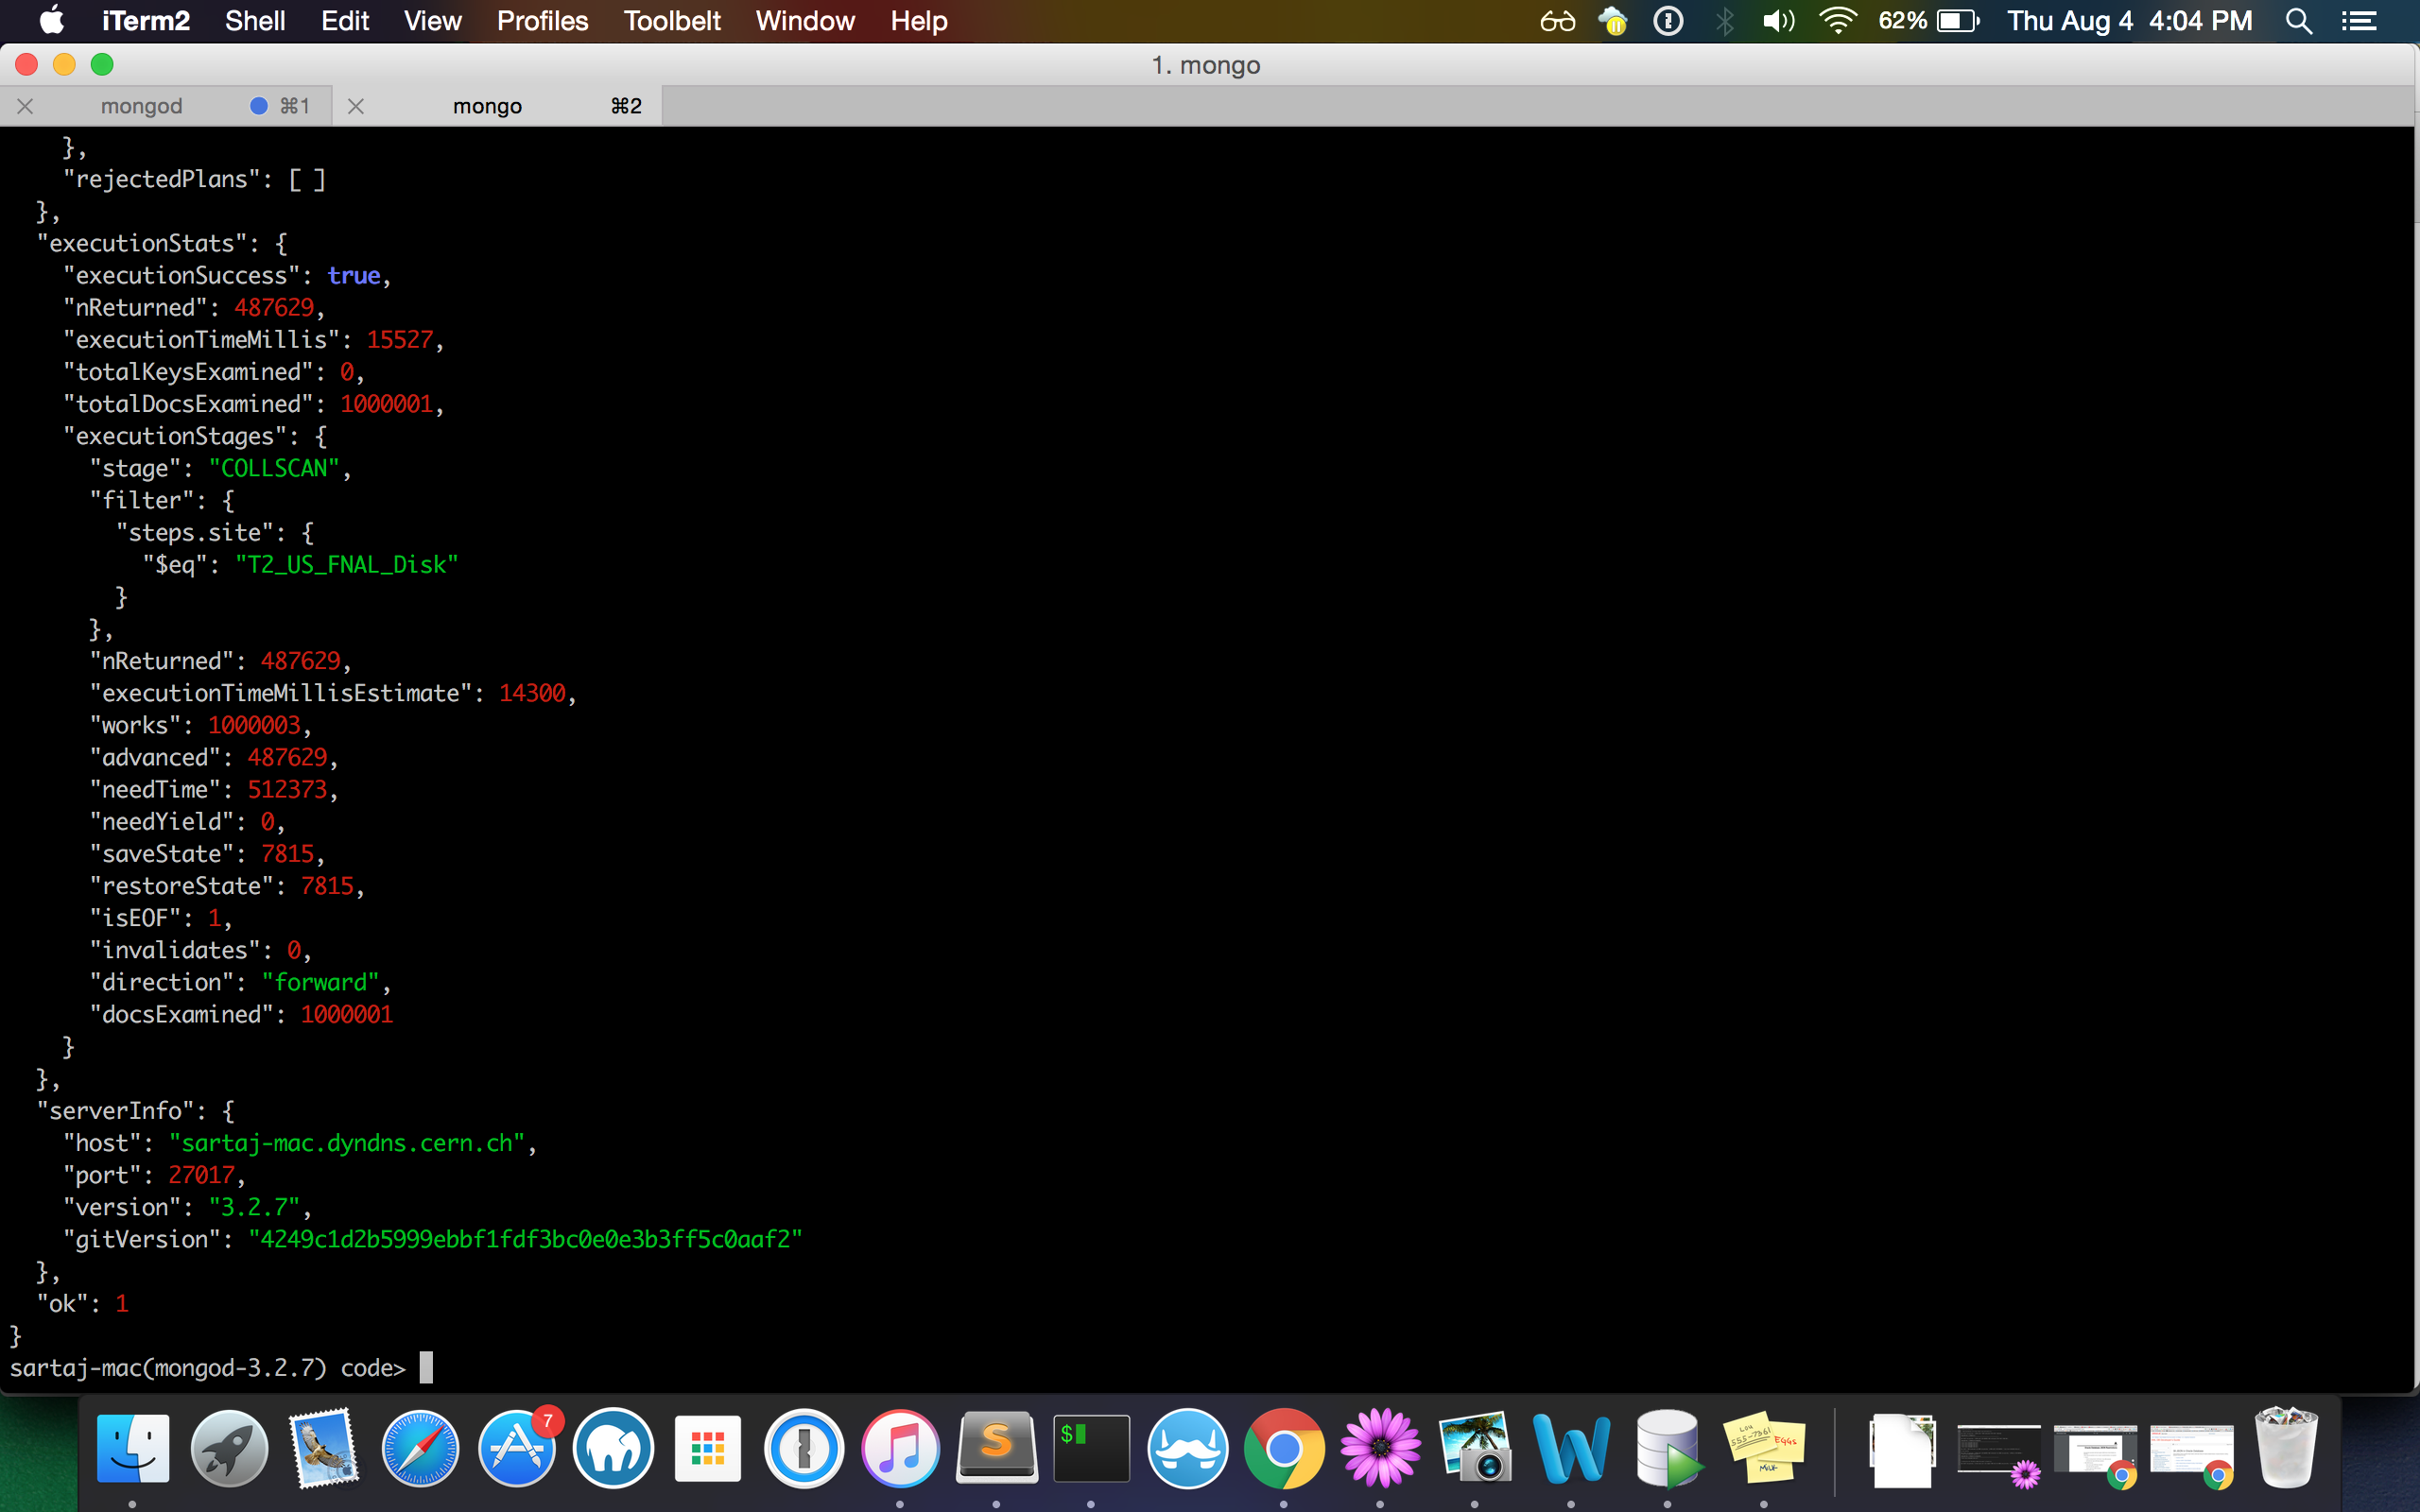 iTerm2 Shell Edit View Profiles Toolbelt Window Help 62% Thu Aug 4 4:04 PM
1. mongo
mongod ⌘1 mongo ⌘2
},
"rejectedPlans": [ ]
},
"executionStats": {
"executionSuccess": true,
"nReturned": 487629,
"executionTimeMillis": 15527,
"totalKeysExamined": 0,
"totalDocsExamined": 1000001,
"executionStages": {
"stage": "COLLSCAN",
"filter": {
"steps.site": {
"$eq": "T2_US_FNAL_Disk"
}
},
"nReturned": 487629,
"executionTimeMillisEstimate": 14300,
"works": 1000003,
"advanced": 487629,
"needTime": 512373,
"needYield": 0,
"saveState": 7815,
"restoreState": 7815,
"isEOF": 1,
"invalidates": 0,
"direction": "forward",
"docsExamined": 1000001
}
},
"serverInfo": {
"host": "sartaj-mac.dyndns.cern.ch",
"port": 27017,
"version": "3.2.7",
"gitVersion": "4249c1d2b5999ebbf1fdf3bc0e0e3b3ff5c0aaf2"
},
"ok": 1
}
sartaj-mac(mongod-3.2.7) code>
7
S
$
555-7361
EGGS
MILK